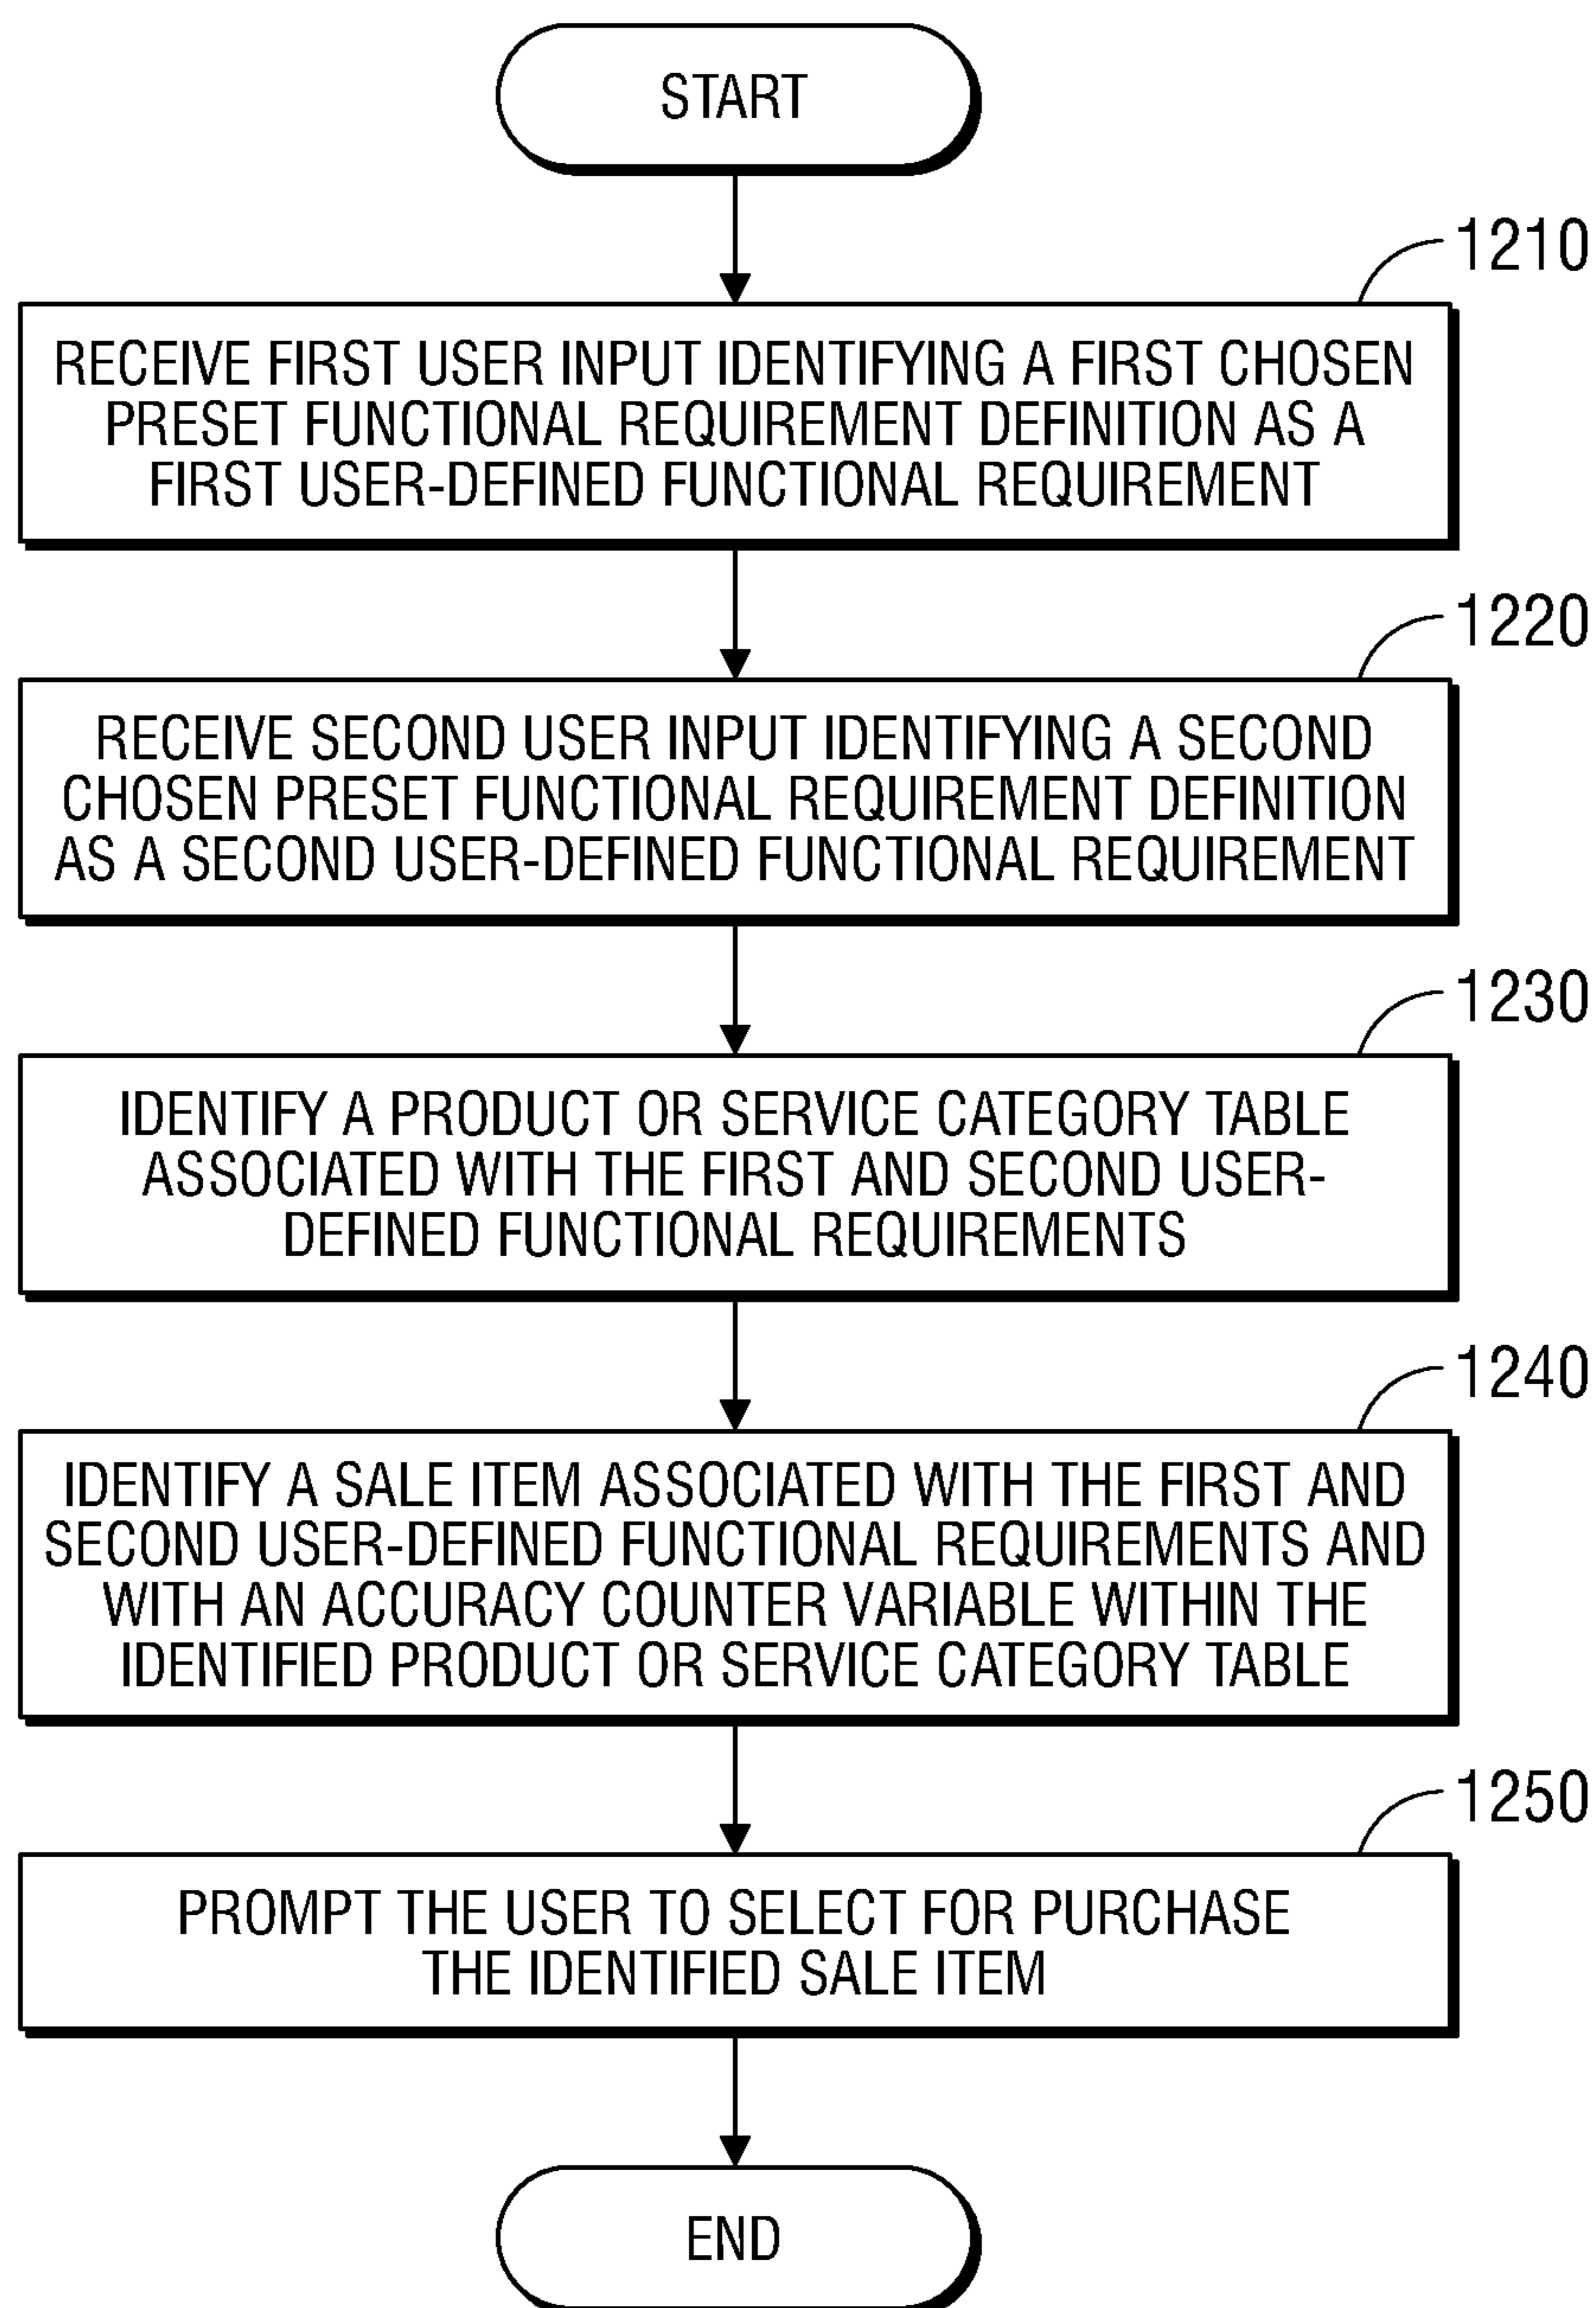 START
1210
RECEIVE FIRST USER INPUT IDENTIFYING A FIRST CHOSEN
PRESET FUNCTIONAL REQUIREMENT DEFINITION AS A
FIRST USER-DEFINED FUNCTIONAL REQUIREMENT
1220
RECEIVE SECOND USER INPUT IDENTIFYING A SECOND
CHOSEN PRESET FUNCTIONAL REQUIREMENT DEFINITION
AS A SECOND USER-DEFINED FUNCTIONAL REQUIREMENT
1230
IDENTIFY A PRODUCT OR SERVICE CATEGORY TABLE
ASSOCIATED WITH THE FIRST AND SECOND USER-
DEFINED FUNCTIONAL REQUIREMENTS
1240
IDENTIFY A SALE ITEM ASSOCIATED WITH THE FIRST AND
SECOND USER-DEFINED FUNCTIONAL REQUIREMENTS AND
WITH AN ACCURACY COUNTER VARIABLE WITHIN THE
IDENTIFIED PRODUCT OR SERVICE CATEGORY TABLE
1250
PROMPT THE USER TO SELECT FOR PURCHASE
THE IDENTIFIED SALE ITEM
END